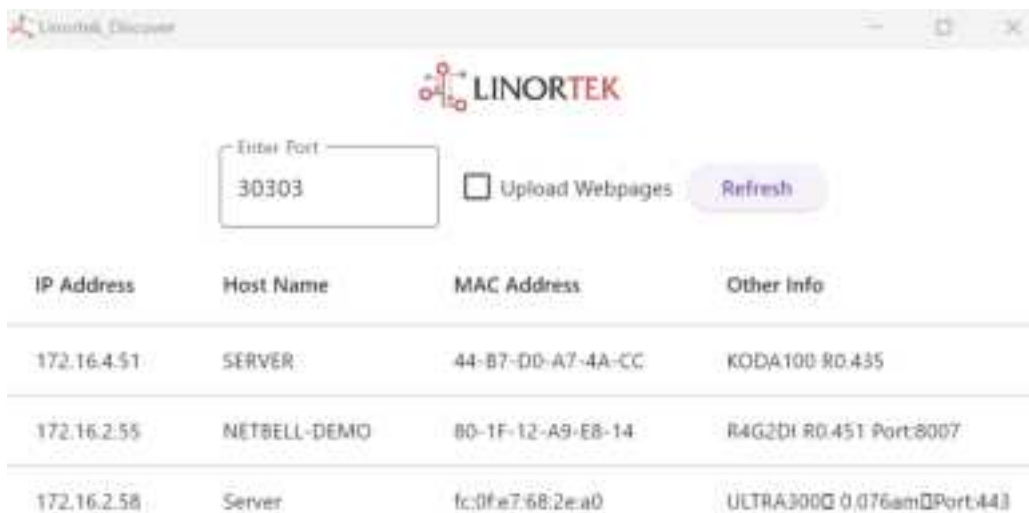 Linortek Discover
LINORTEK
Enter Port
30303 Upload Webpages Refresh
IP Address Host Name MAC Address Other Info
172.16.4.51 SERVER 44-B7-D0-A7-4A-CC KODA100 R0.435
172.16.2.55 NETBELL-DEMO 80-1F-12-A9-E8-14 R4G2DI R0.451 Port:8007
172.16.2.58 Server fc:0f:e7:68:2e:a0 ULTRA300▯ 0.076am▯Port:443